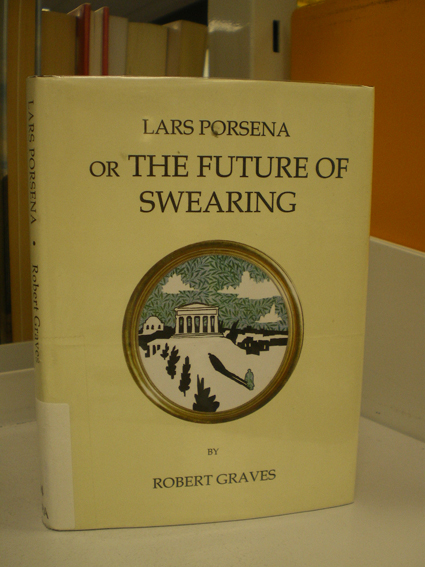 LARS PORSENA
OR THE FUTURE OF
SWEARING
BY
ROBERT GRAVES
LARS PORSENA • Robert Graves